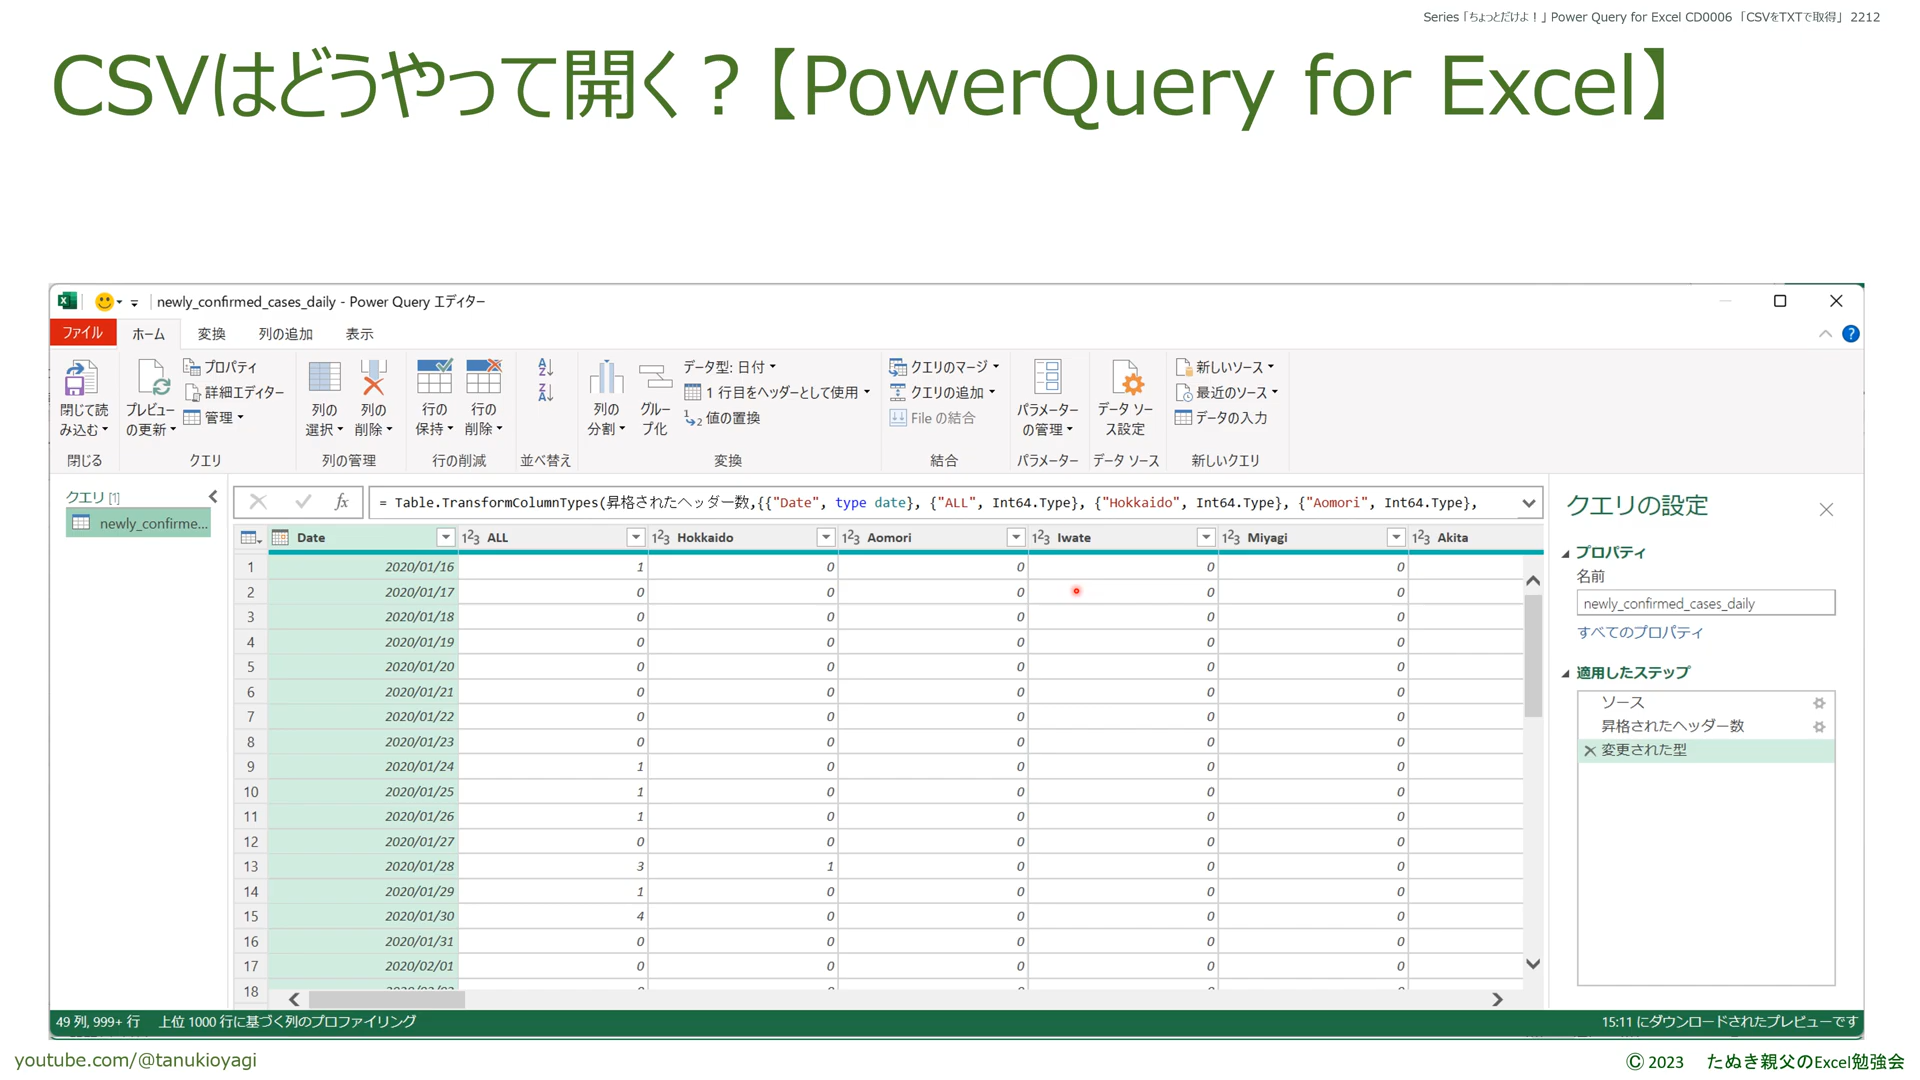 Series「ちょっとだけよ！」Power Query for Excel CD0006「CSVをTXTで取得」 2212
CSVはどうやって開く？【PowerQuery for Excel】
newly_confirmed_cases_daily - Power Query エディター
ファイル ホーム 変換 列の追加 表示
閉じて読み込む
プレビューの更新
プロパティ
詳細エディター
管理
列の選択
列の削除
行の保持
行の削除
列の分割
グループ化
データ型: 日付
1 行目をヘッダーとして使用
値の置換
クエリのマージ
クエリの追加
File の結合
パラメーターの管理
データ ソース設定
新しいソース
最近のソース
データの入力
閉じる クエリ 列の管理 行の削減 並べ替え 変換 結合 パラメーター データ ソース 新しいクエリ
クエリ [1]
newly_confirme...
fx = Table.TransformColumnTypes(昇格されたヘッダー数,{{"Date", type date}, {"ALL", Int64.Type}, {"Hokkaido", Int64.Type}, {"Aomori", Int64.Type},
Date 123 ALL 123 Hokkaido 123 Aomori 123 Iwate 123 Miyagi 123 Akita
1 2020/01/16 1 0 0 0 0
2 2020/01/17 0 0 0 0 0
3 2020/01/18 0 0 0 0 0
4 2020/01/19 0 0 0 0 0
5 2020/01/20 0 0 0 0 0
6 2020/01/21 0 0 0 0 0
7 2020/01/22 0 0 0 0 0
8 2020/01/23 0 0 0 0 0
9 2020/01/24 1 0 0 0 0
10 2020/01/25 1 0 0 0 0
11 2020/01/26 1 0 0 0 0
12 2020/01/27 0 0 0 0 0
13 2020/01/28 3 1 0 0 0
14 2020/01/29 1 0 0 0 0
15 2020/01/30 4 0 0 0 0
16 2020/01/31 0 0 0 0 0
17 2020/02/01 0 0 0 0 0
18
クエリの設定
プロパティ
名前
newly_confirmed_cases_daily
すべてのプロパティ
適用したステップ
ソース
昇格されたヘッダー数
変更された型
49 列, 999+ 行 上位 1000 行に基づく列のプロファイリング
15:11 にダウンロードされたプレビューです
youtube.com/@tanukioyagi
© 2023 たぬき親父のExcel勉強会